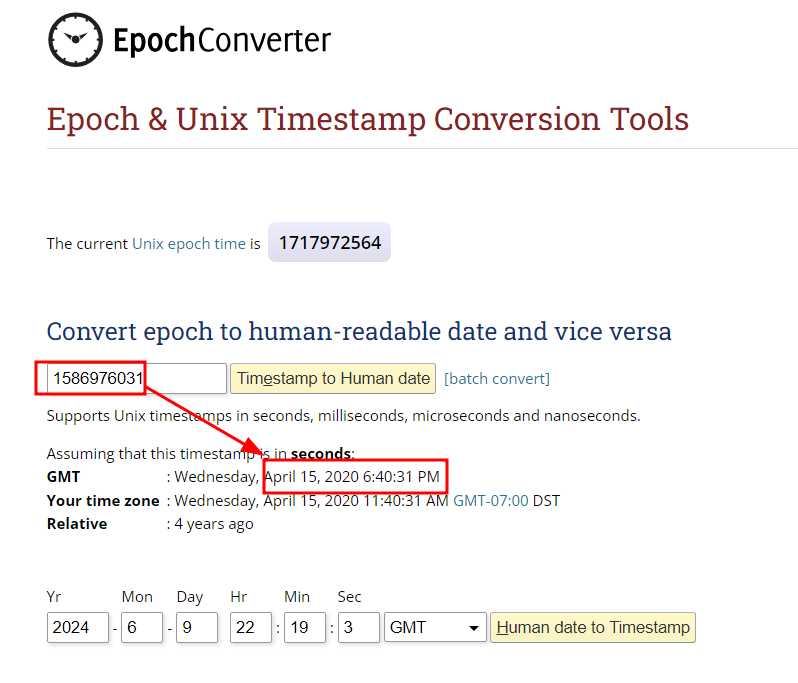 EpochConverter
Epoch & Unix Timestamp Conversion Tools
The current Unix epoch time is 1717972564
Convert epoch to human-readable date and vice versa
1586976031 Timestamp to Human date [batch convert]
Supports Unix timestamps in seconds, milliseconds, microseconds and nanoseconds.
Assuming that this timestamp is in seconds:
GMT : Wednesday, April 15, 2020 6:40:31 PM
Your time zone : Wednesday, April 15, 2020 11:40:31 AM GMT-07:00 DST
Relative : 4 years ago
Yr Mon Day Hr Min Sec
2024 - 6 - 9 22 : 19 : 3 GMT Human date to Timestamp